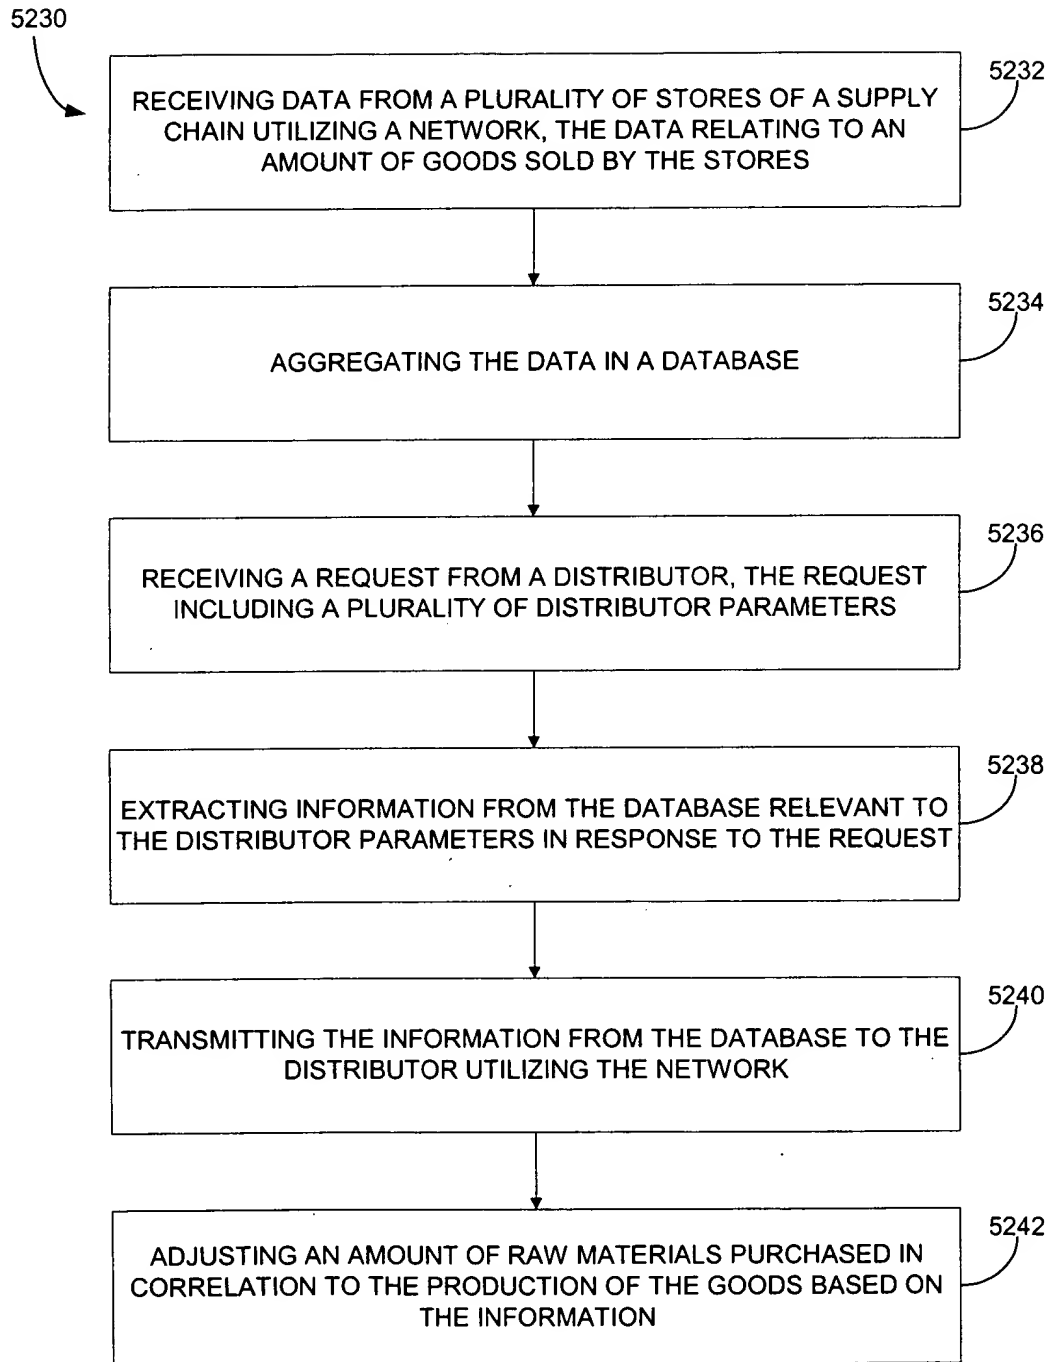 5230
5232
RECEIVING DATA FROM A PLURALITY OF STORES OF A SUPPLY
CHAIN UTILIZING A NETWORK, THE DATA RELATING TO AN
AMOUNT OF GOODS SOLD BY THE STORES
5234
AGGREGATING THE DATA IN A DATABASE
5236
RECEIVING A REQUEST FROM A DISTRIBUTOR, THE REQUEST
INCLUDING A PLURALITY OF DISTRIBUTOR PARAMETERS
5238
EXTRACTING INFORMATION FROM THE DATABASE RELEVANT TO
THE DISTRIBUTOR PARAMETERS IN RESPONSE TO THE REQUEST
5240
TRANSMITTING THE INFORMATION FROM THE DATABASE TO THE
DISTRIBUTOR UTILIZING THE NETWORK
5242
ADJUSTING AN AMOUNT OF RAW MATERIALS PURCHASED IN
CORRELATION TO THE PRODUCTION OF THE GOODS BASED ON
THE INFORMATION